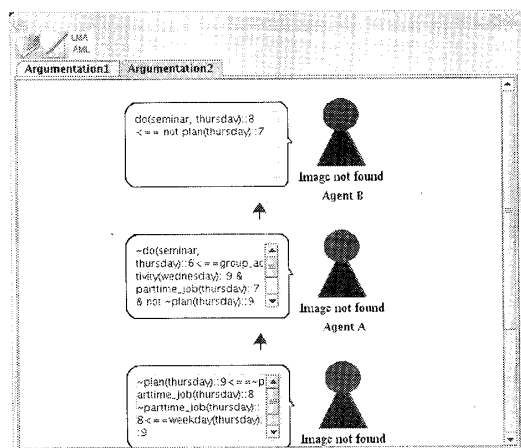 LMA
AML
Argumentation1 Argumentation2
do(seminar, thursday)::8
<== not plan(thursday)::7
Image not found
Agent B
~do(seminar,
thursday)::6<==group_ac
tivity(wednesday)::9 &
parttime_job(thursday)::7
& not ~plan(thursday)::9
Image not found
Agent A
~plan(thursday)::9<==~p
arttime_job(thursday)::8
~parttime_job(thursday)::
8<==weekday(thursday)
::9
Image not found